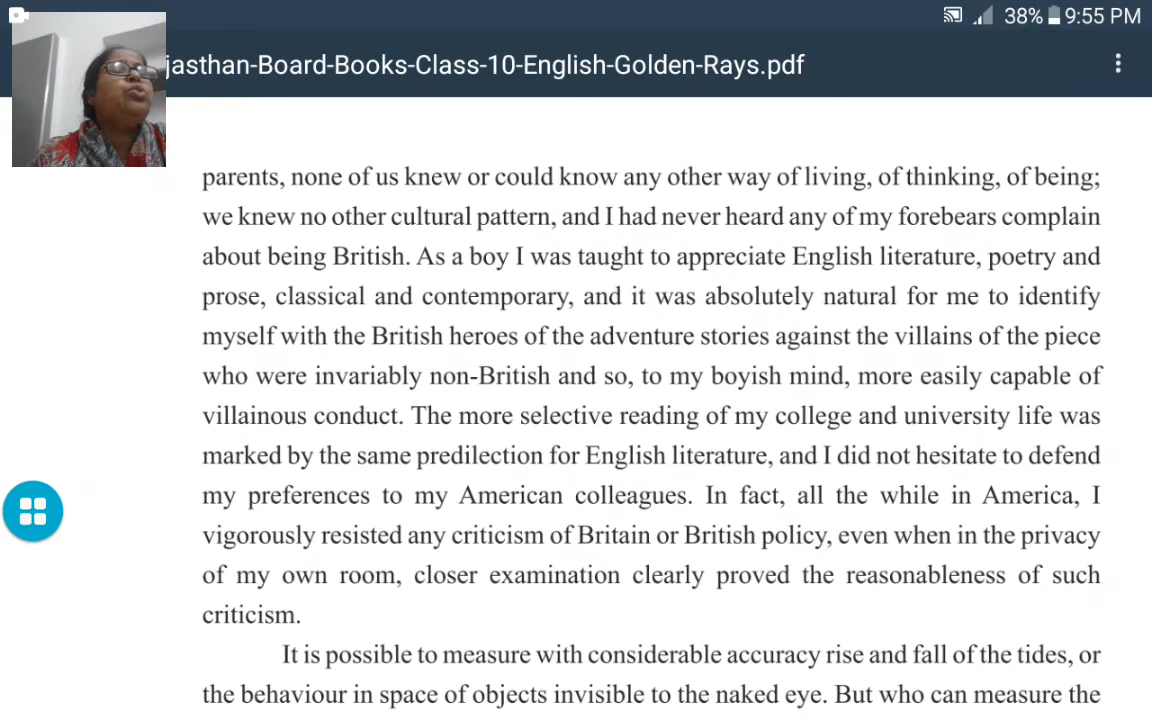 38% 9:55 PM
jasthan-Board-Books-Class-10-English-Golden-Rays.pdf
parents, none of us knew or could know any other way of living, of thinking, of being;
we knew no other cultural pattern, and I had never heard any of my forebears complain
about being British. As a boy I was taught to appreciate English literature, poetry and
prose, classical and contemporary, and it was absolutely natural for me to identify
myself with the British heroes of the adventure stories against the villains of the piece
who were invariably non-British and so, to my boyish mind, more easily capable of
villainous conduct. The more selective reading of my college and university life was
marked by the same predilection for English literature, and I did not hesitate to defend
my preferences to my American colleagues. In fact, all the while in America, I
vigorously resisted any criticism of Britain or British policy, even when in the privacy
of my own room, closer examination clearly proved the reasonableness of such
criticism.
It is possible to measure with considerable accuracy rise and fall of the tides, or
the behaviour in space of objects invisible to the naked eye. But who can measure the